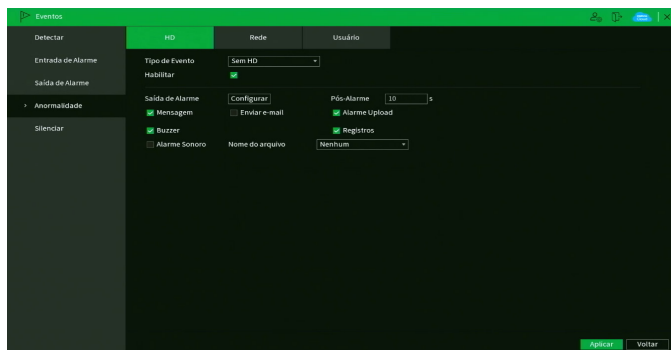 Eventos
Detectar
HD
Rede
Usuário
Entrada de Alarme
Tipo de Evento
Sem HD
Habilitar
Saída de Alarme
Saída de Alarme
Configurar
Pós-Alarme
10
s
Anormalidade
Mensagem
Enviar e-mail
Alarme Upload
Silenciar
Buzzer
Registros
Alarme Sonoro
Nome do arquivo
Nenhum
Aplicar
Voltar